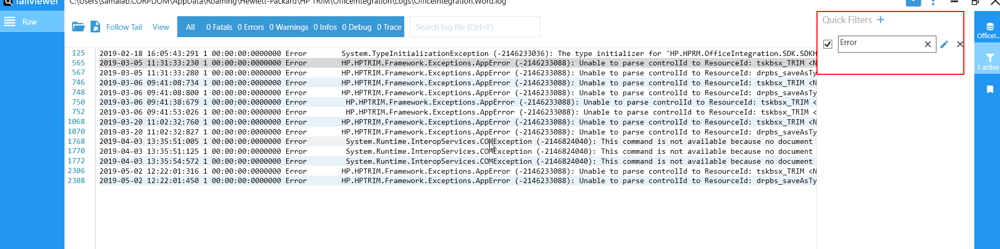 Tailviewer
C:\Users\samalab.CORPDOM\AppData\Roaming\Hewlett-Packard\HP TRIM\OfficeIntegration\Logs\OfficeIntegration.Word.log
Raw
Follow Tail View All 0 Fatals 0 Errors 0 Warnings 0 Infos 0 Debug 0 Trace Search log file (Ctrl+F)
125 2019-02-18 16:05:43:291 1 00:00:00:0000000 Error System.TypeInitializationException (-2146233036): The type initializer for 'HP.HPRM.OfficeIntegration.SDK.SDKH
565 2019-03-05 11:31:33:230 1 00:00:00:0000000 Error HP.HPTRIM.Framework.Exceptions.AppError (-2146233088): Unable to parse controlId to ResourceId: tskbsx_TRIM <N
567 2019-03-05 11:31:33:280 1 00:00:00:0000000 Error HP.HPTRIM.Framework.Exceptions.AppError (-2146233088): Unable to parse controlId to ResourceId: drpbs_saveAsTy
746 2019-03-06 09:41:08:734 1 00:00:00:0000000 Error HP.HPTRIM.Framework.Exceptions.AppError (-2146233088): Unable to parse controlId to ResourceId: tskbsx_TRIM <N
748 2019-03-06 09:41:08:800 1 00:00:00:0000000 Error HP.HPTRIM.Framework.Exceptions.AppError (-2146233088): Unable to parse controlId to ResourceId: drpbs_saveAsTy
750 2019-03-06 09:41:38:679 1 00:00:00:0000000 Error HP.HPTRIM.Framework.Exceptions.AppError (-2146233088): Unable to parse controlId to ResourceId: tskbsx_TRIM <
752 2019-03-06 09:41:53:026 1 00:00:00:0000000 Error HP.HPTRIM.Framework.Exceptions.AppError (-2146233088): Unable to parse controlId to ResourceId: tskbsx_TRIM <
1068 2019-03-20 11:02:32:760 1 00:00:00:0000000 Error HP.HPTRIM.Framework.Exceptions.AppError (-2146233088): Unable to parse controlId to ResourceId: tskbsx_TRIM <N
1070 2019-03-20 11:02:32:827 1 00:00:00:0000000 Error HP.HPTRIM.Framework.Exceptions.AppError (-2146233088): Unable to parse controlId to ResourceId: drpbs_saveAsTy
1768 2019-04-03 13:35:51:005 1 00:00:00:0000000 Error System.Runtime.InteropServices.COMException (-2146824040): This command is not available because no document
1770 2019-04-03 13:35:51:125 1 00:00:00:0000000 Error System.Runtime.InteropServices.COMException (-2146824040): This command is not available because no document
1772 2019-04-03 13:35:54:572 1 00:00:00:0000000 Error System.Runtime.InteropServices.COMException (-2146824040): This command is not available because no document
2306 2019-05-02 12:22:01:316 1 00:00:00:0000000 Error HP.HPTRIM.Framework.Exceptions.AppError (-2146233088): Unable to parse controlId to ResourceId: tskbsx_TRIM <N
2308 2019-05-02 12:22:01:450 1 00:00:00:0000000 Error HP.HPTRIM.Framework.Exceptions.AppError (-2146233088): Unable to parse controlId to ResourceId: drpbs_saveAsTy
Quick Filters +
Error
OfficeI...
1 active